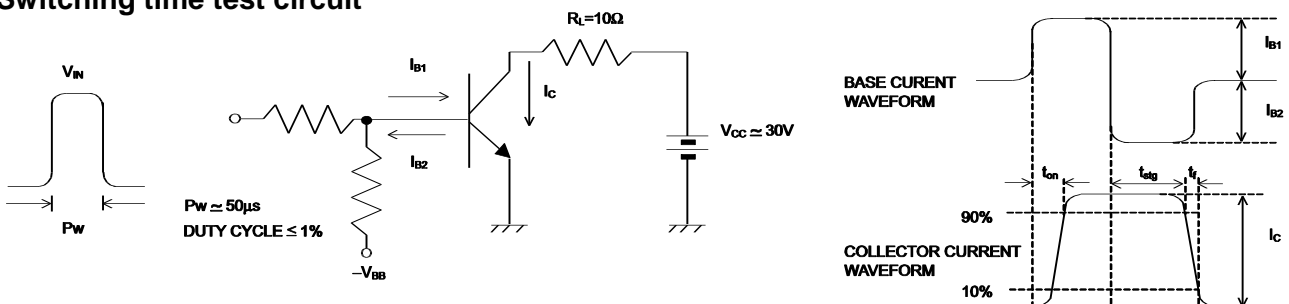 Switching time test circuit
VIN
Pw
Pw ≃ 50μs
DUTY CYCLE ≤ 1%
IB1
IB2
−VBB
RL=10Ω
IC
VCC ≃ 30V
BASE CURENT
WAVEFORM
IB1
IB2
ton
tstg
tf
90%
COLLECTOR CURRENT
WAVEFORM
10%
IC